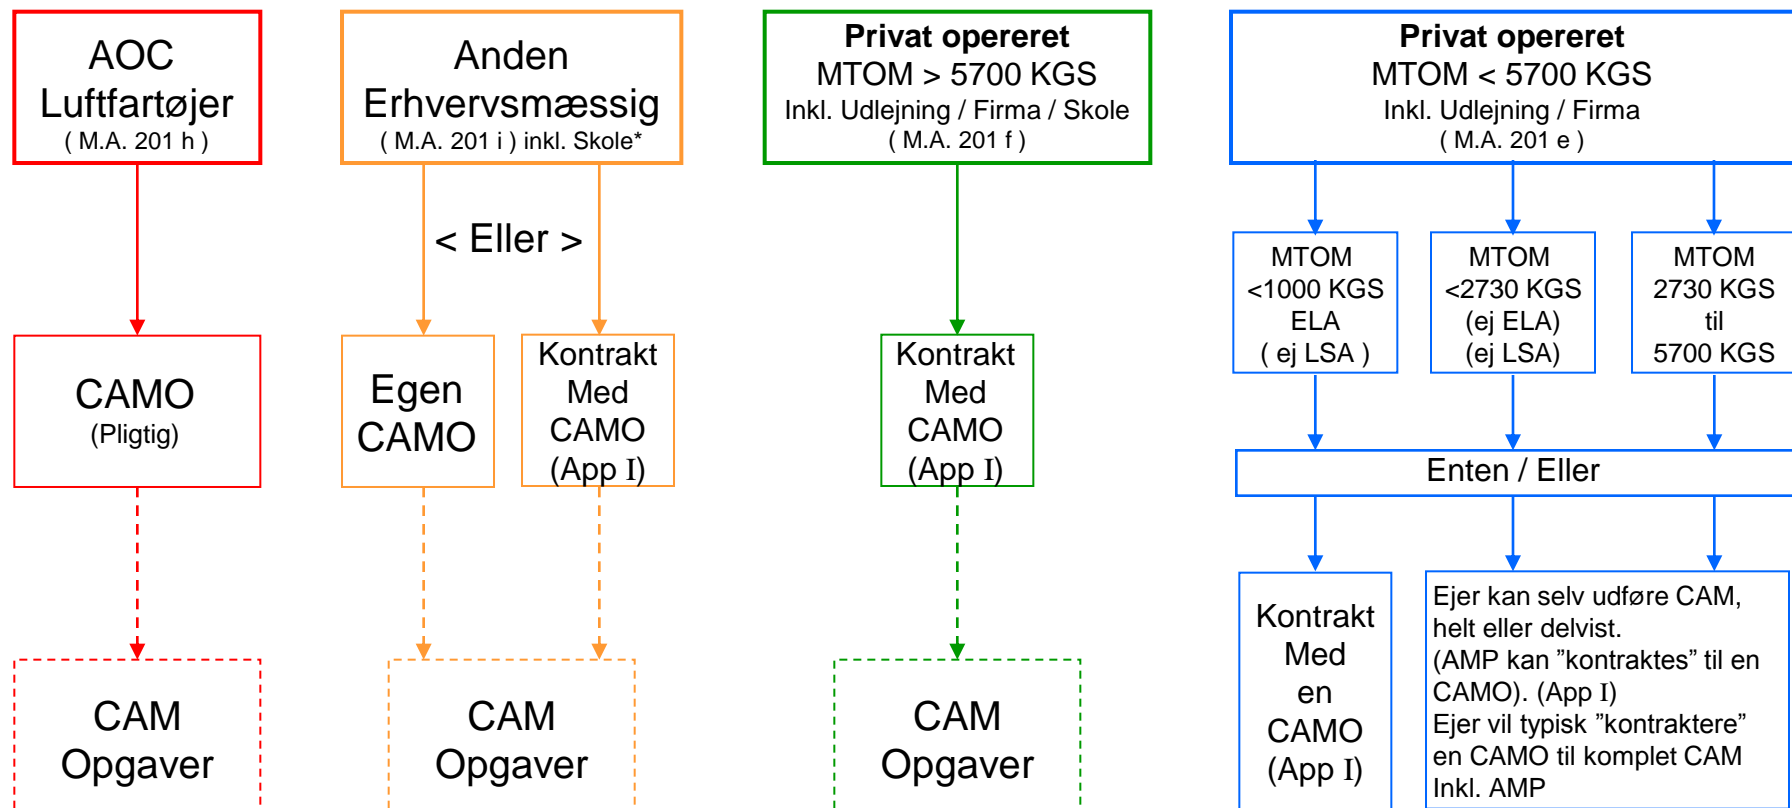 AOC
Luftfartøjer
( M.A. 201 h )
CAMO
(Pligtig)
CAM
Opgaver
Anden
Erhvervsmæssig
( M.A. 201 i ) inkl. Skole*
< Eller >
Egen
CAMO
Kontrakt
Med
CAMO
(App I)
CAM
Opgaver
Privat opereret
MTOM > 5700 KGS
Inkl. Udlejning / Firma / Skole
( M.A. 201 f )
Kontrakt
Med
CAMO
(App I)
CAM
Opgaver
Privat opereret
MTOM < 5700 KGS
Inkl. Udlejning / Firma
( M.A. 201 e )
MTOM
<1000 KGS
ELA
( ej LSA )
MTOM
<2730 KGS
(ej ELA)
(ej LSA)
MTOM
2730 KGS
til
5700 KGS
Enten / Eller
Kontrakt
Med
en
CAMO
(App I)
Ejer kan selv udføre CAM,
helt eller delvist.
(AMP kan ”kontraktes” til en
CAMO). (App I)
Ejer vil typisk ”kontraktere”
en CAMO til komplet CAM
Inkl. AMP